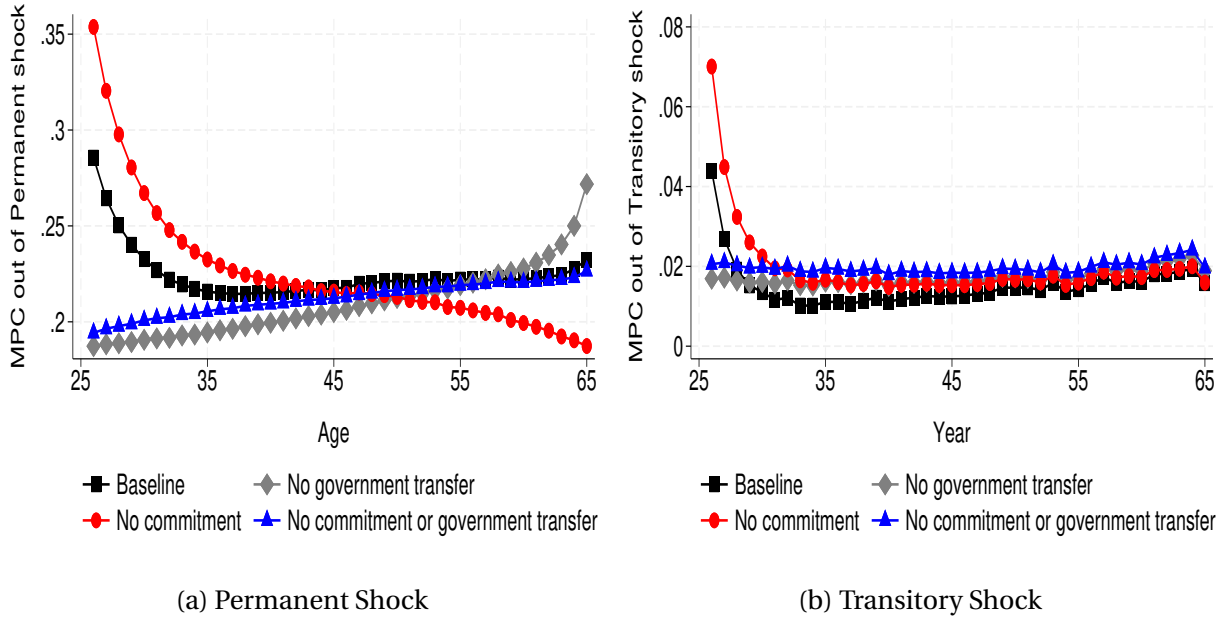 MPC out of Permanent shock
.35
.3
.25
.2
25
35
45
55
65
Age
Baseline
No government transfer
No commitment
No commitment or government transfer
(a) Permanent Shock
MPC out of Transitory shock
.08
.06
.04
.02
0
25
35
45
55
65
Year
Baseline
No government transfer
No commitment
No commitment or government transfer
(b) Transitory Shock